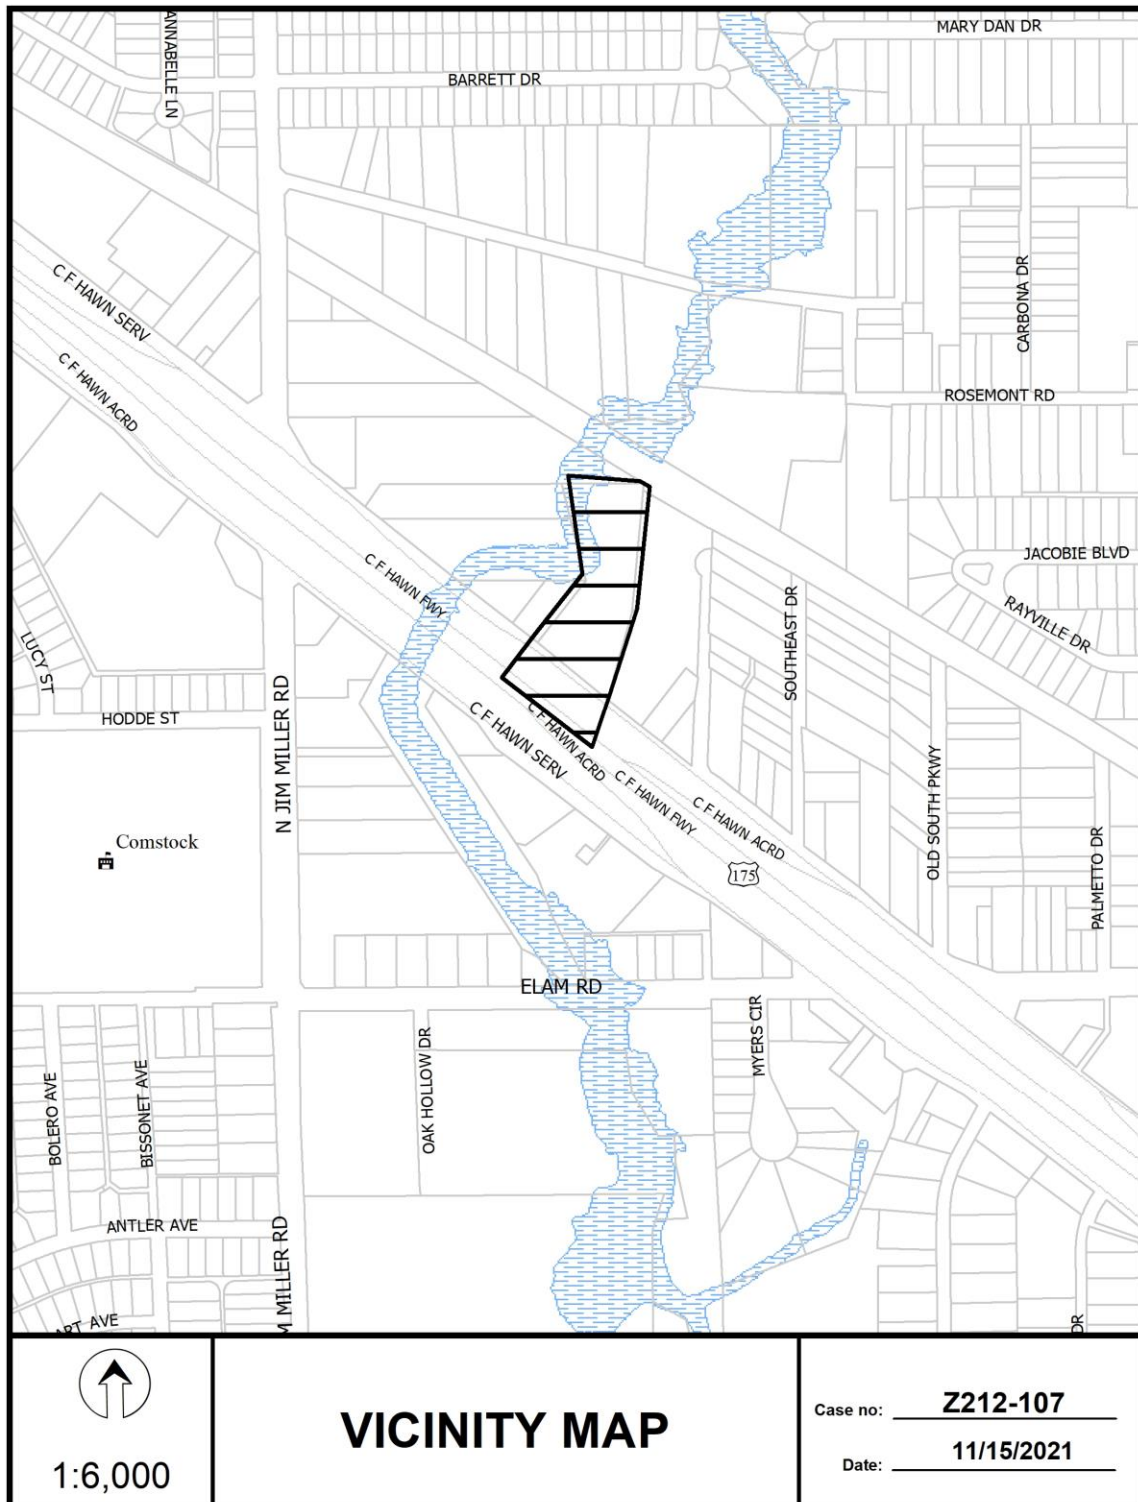 MARY DAN DR
ANNABELLE LN
BARRETT DR
C F HAWN SERV
CARBONA DR
C F HAWN ACRD
ROSEMONT RD
JACOBIE BLVD
C F HAWN FWY
RAYVILLE DR
SOUTHEAST DR
LUCY ST
HODDE ST
N JIM MILLER RD
C F HAWN SERV
C F HAWN ACRD
C F HAWN FWY
C F HAWN ACRD
OLD SOUTH PKWY
Comstock
175
PALMETTO DR
ELAM RD
MYERS CIR
OAK HOLLOW DR
BOLERO AVE
BISSONET AVE
ANTLER AVE
M MILLER RD
ART AVE
DR
1:6,000
VICINITY MAP
Case no: Z212-107
Date: 11/15/2021